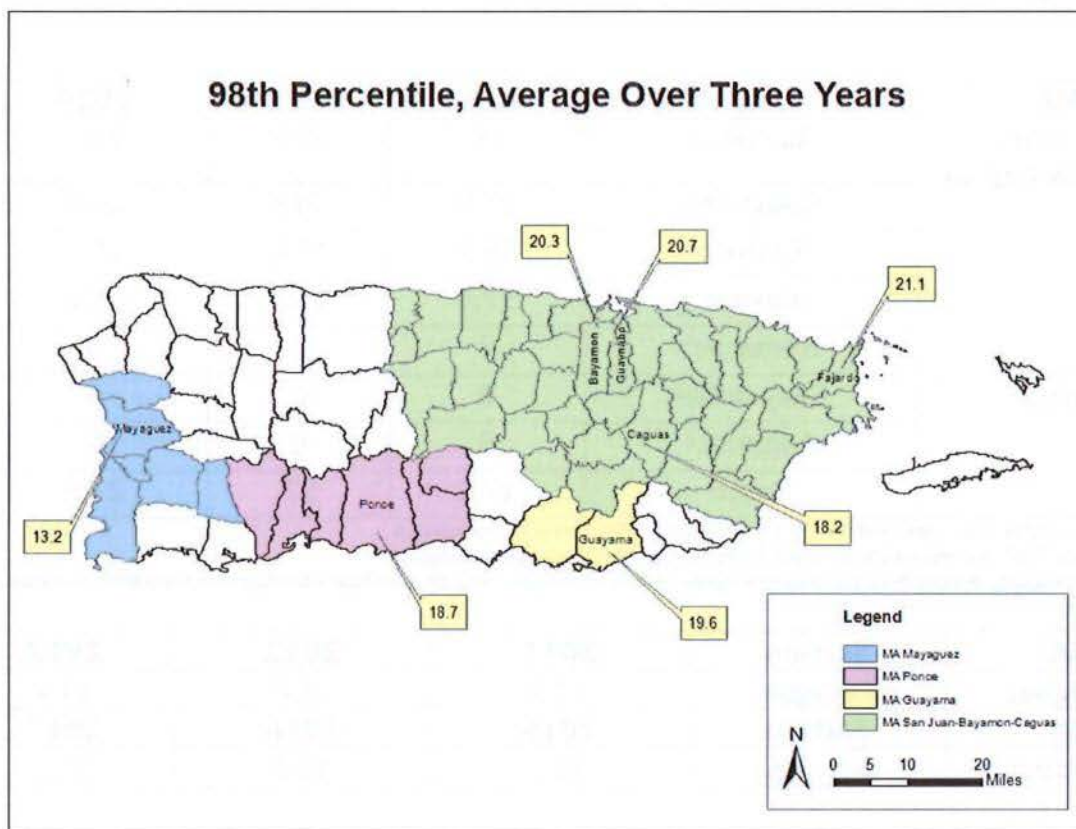 98th Percentile, Average Over Three Years
20.3
20.7
21.1
Bayamon
Guaynabo
Fajardo
Mayaguez
Caguas
Ponce
13.2
Guayama
18.2
18.7
19.6
Legend
MA Mayaguez
MA Ponce
MA Guayama
MA San Juan-Bayamon-Caguas
N
0 5 10 20
Miles